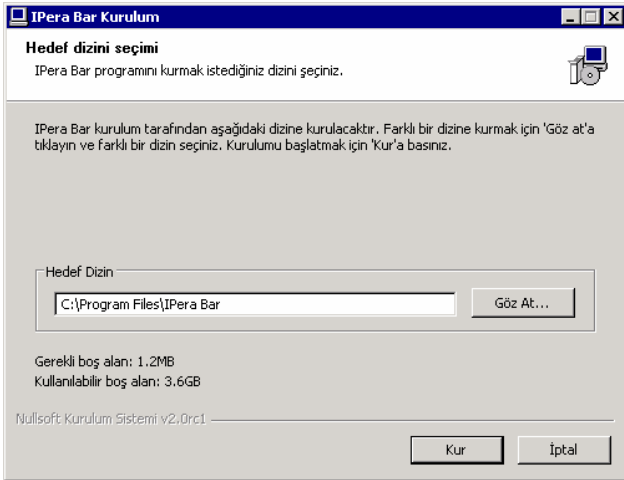 IPera Bar Kurulum
Hedef dizini seçimi
IPera Bar programını kurmak istediğiniz dizini seçiniz.
IPera Bar kurulum tarafından aşağıdaki dizine kurulacaktır. Farklı bir dizine kurmak için 'Göz at'a
tıklayın ve farklı bir dizin seçiniz. Kurulumu başlatmak için 'Kur'a basınız.
Hedef Dizin
C:\Program Files\IPera Bar
Göz At...
Gerekli boş alan: 1.2MB
Kullanılabilir boş alan: 3.6GB
Nullsoft Kurulum Sistemi v2.0rc1
Kur
İptal